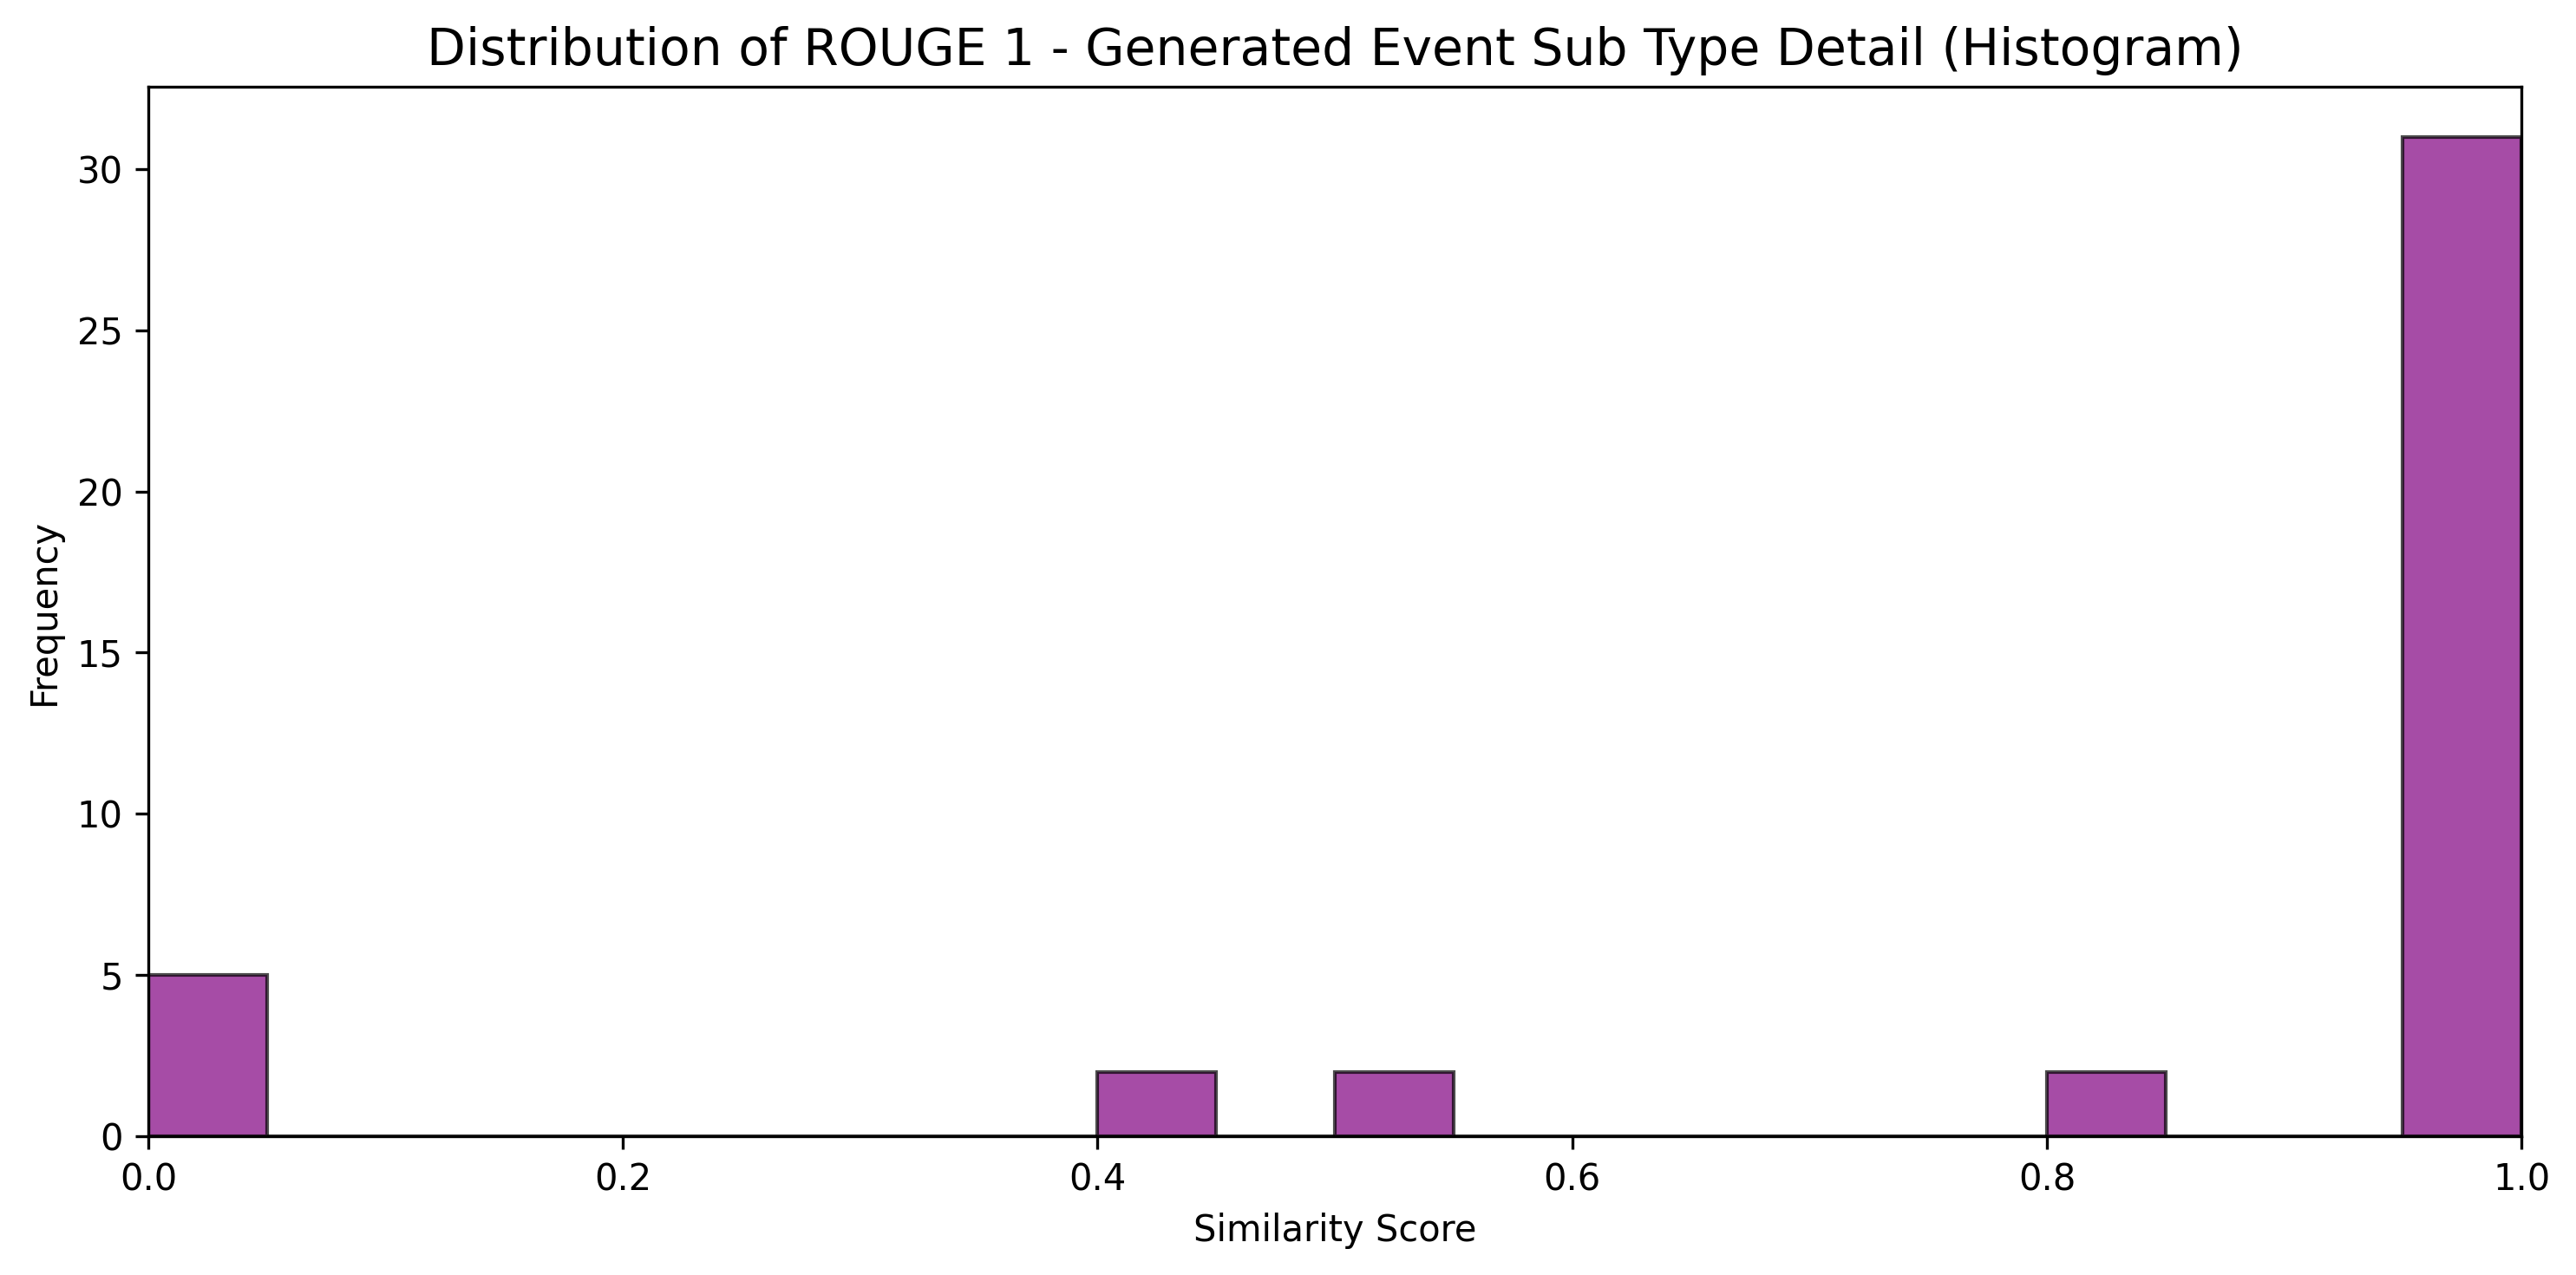 Distribution of ROUGE 1 - Generated Event Sub Type Detail (Histogram)
Frequency
30
25
20
15
10
5
0
0.0 0.2 0.4 0.6 0.8 1.0
Similarity Score